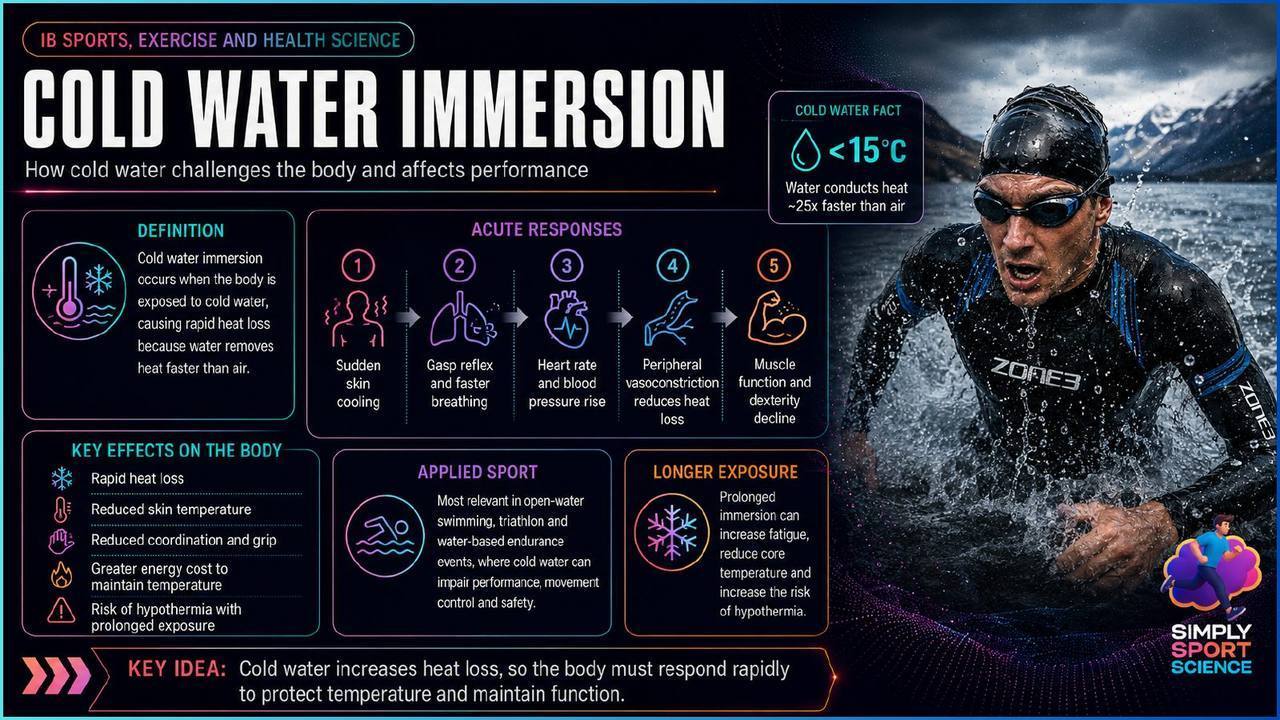 IB SPORTS, EXERCISE AND HEALTH SCIENCE
COLD WATER IMMERSION
How cold water challenges the body and affects performance
COLD WATER FACT
<15°C
Water conducts heat
~25x faster than air
DEFINITION
Cold water immersion
occurs when the body is
exposed to cold water,
causing rapid heat loss
because water removes
heat faster than air.
ACUTE RESPONSES
1
Sudden
skin
cooling
2
Gasp reflex
and faster
breathing
3
Heart rate
and blood
pressure rise
4
Peripheral
vasoconstriction
reduces heat
loss
5
Muscle
function and
dexterity
decline
KEY EFFECTS ON THE BODY
Rapid heat loss
Reduced skin temperature
Reduced coordination and grip
Greater energy cost to
maintain temperature
Risk of hypothermia with
prolonged exposure
APPLIED SPORT
Most relevant in open-water
swimming, triathlon and
water-based endurance
events, where cold water can
impair performance, movement
control and safety.
LONGER EXPOSURE
Prolonged
immersion can
increase fatigue,
reduce core
temperature and
increase the risk
of hypothermia.
KEY IDEA: Cold water increases heat loss, so the body must respond rapidly
to protect temperature and maintain function.
ZONE3
ZONE3
SIMPLY
SPORT
SCIENCE